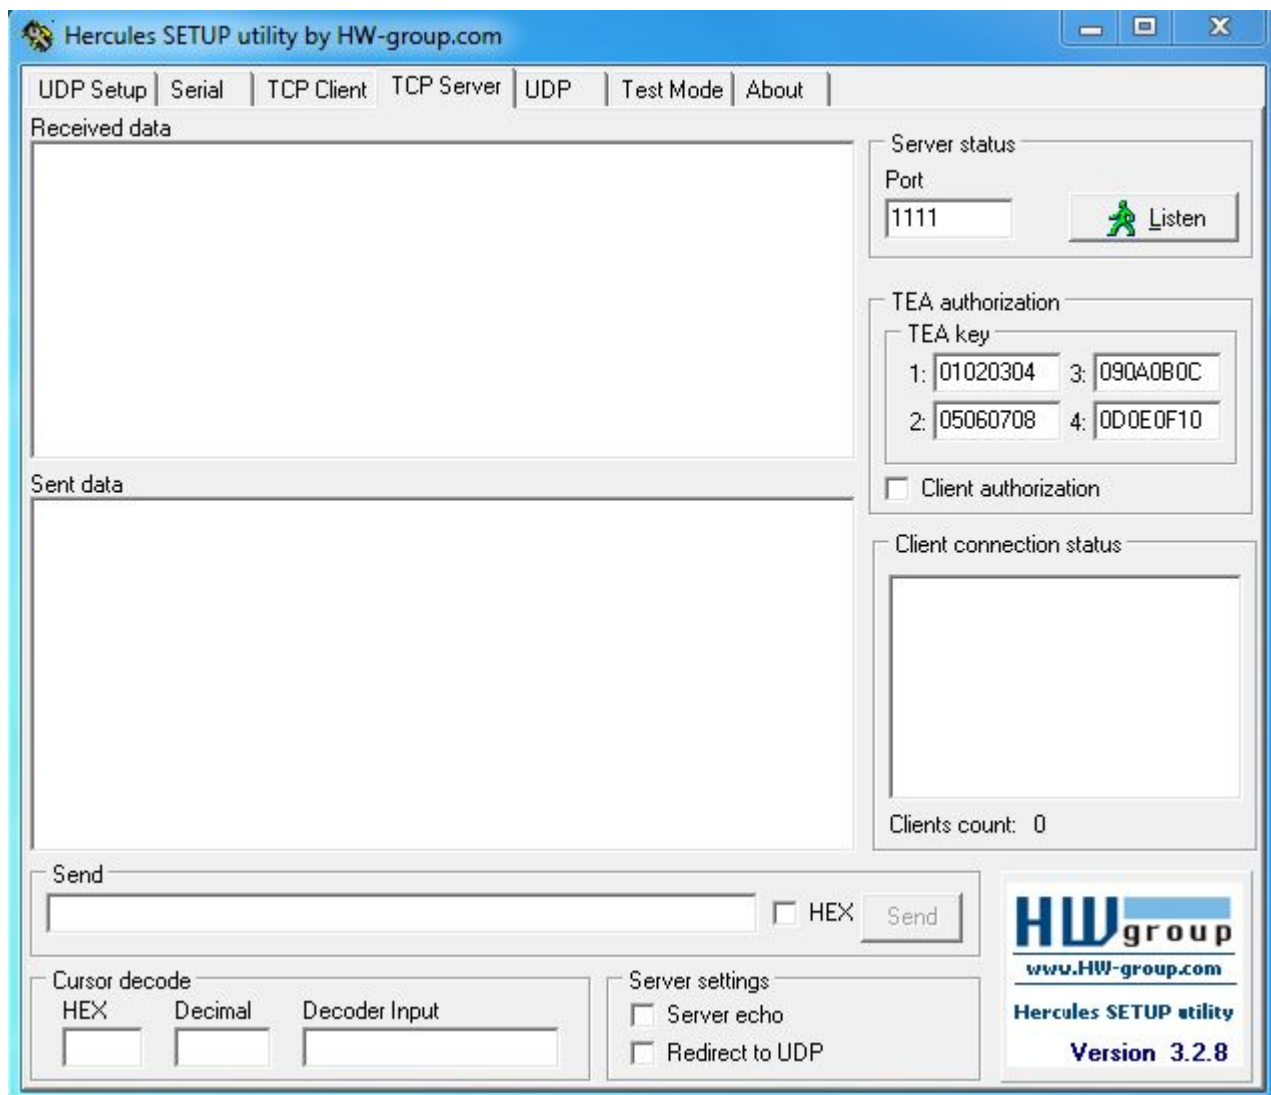 Hercules SETUP utility by HW-group.com
UDP Setup Serial TCP Client TCP Server UDP Test Mode About
Received data
Server status
Port
1111 Listen
TEA authorization
TEA key
1: 01020304 3: 090A0B0C
2: 05060708 4: 0D0E0F10
Client authorization
Sent data
Client connection status
Clients count: 0
Send
HEX Send
HWgroup
www.HW-group.com
Hercules SETUP utility
Version 3.2.8
Cursor decode
HEX Decimal Decoder Input
Server settings
Server echo
Redirect to UDP